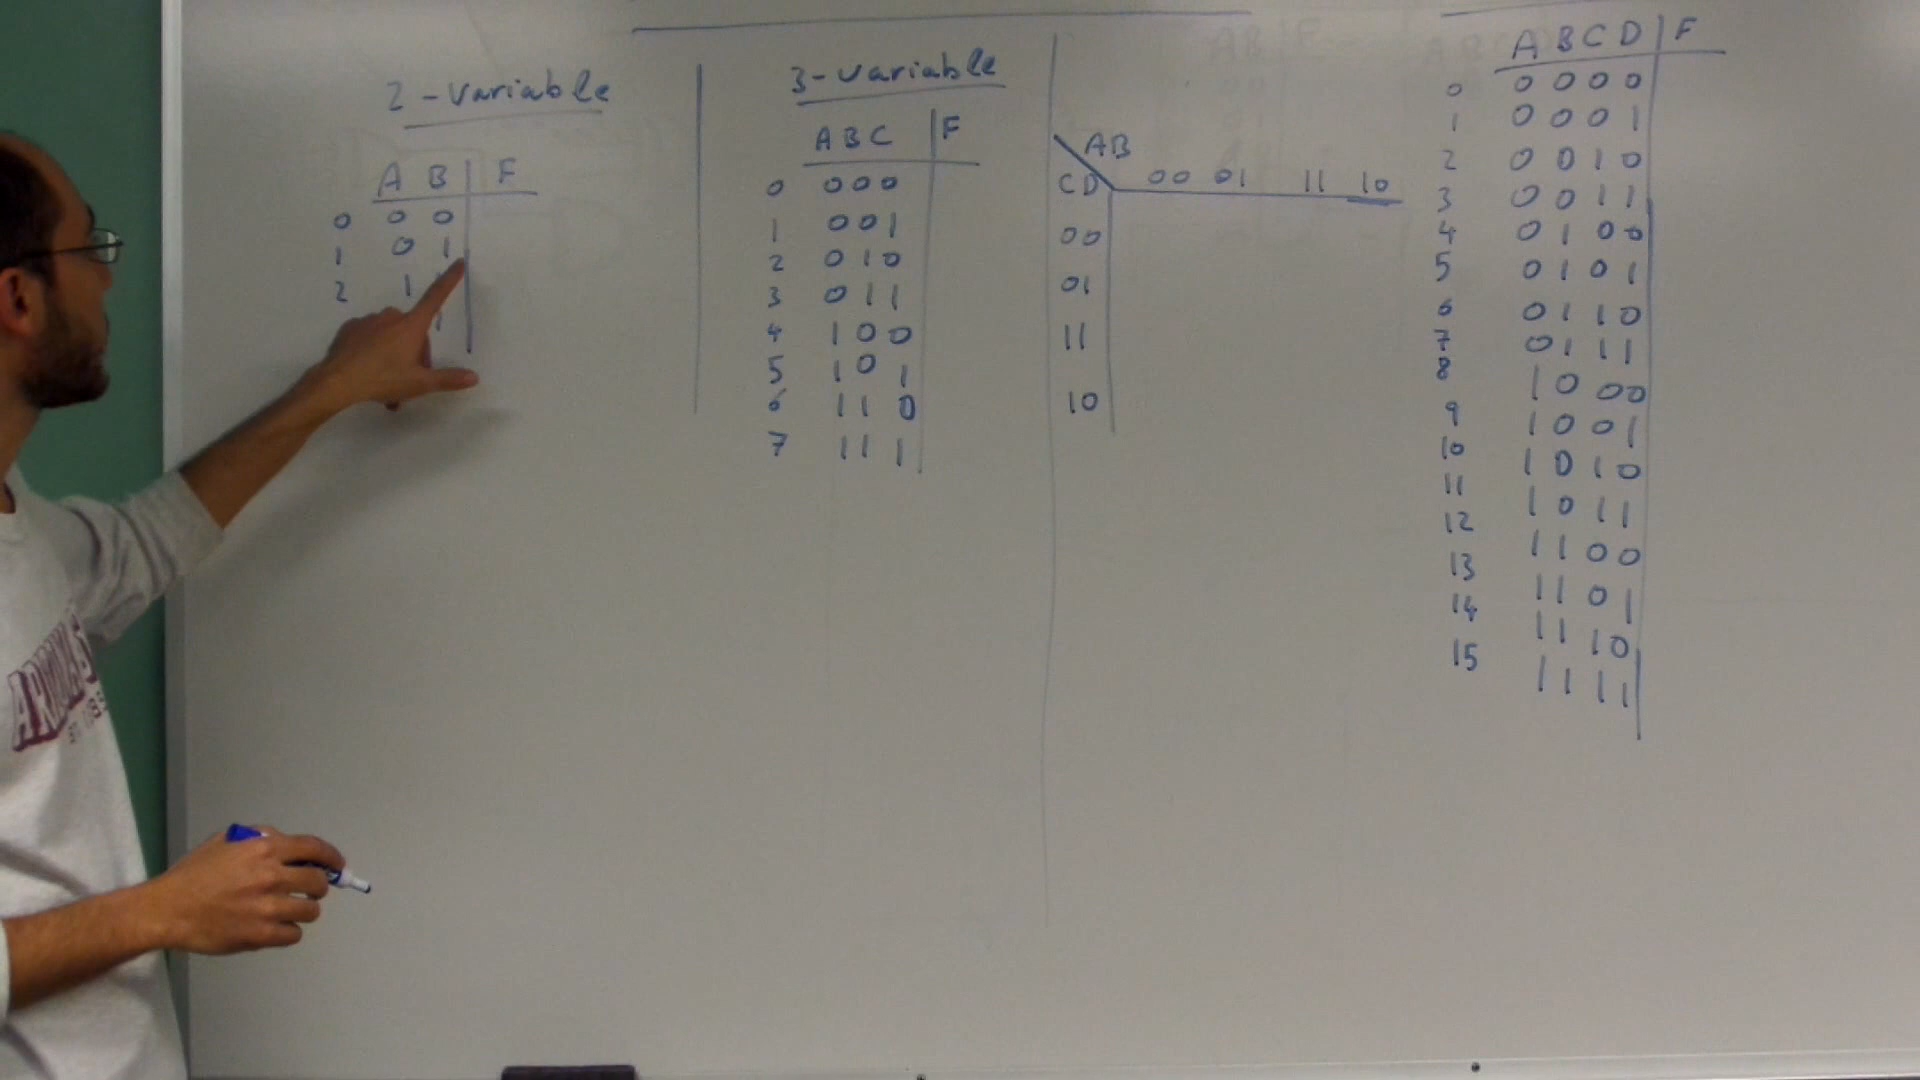 2-variable
A B F
0 0 0
1 0 1
2 1
3-variable
A B C F
0 0 0 0
1 0 0 1
2 0 1 0
3 0 1 1
4 1 0 0
5 1 0 1
6 1 1 0
7 1 1 1
AB
CD 00 01 11 10
00
01
11
10
A B C D F
0 0 0 0 0
1 0 0 0 1
2 0 0 1 0
3 0 0 1 1
4 0 1 0 0
5 0 1 0 1
6 0 1 1 0
7 0 1 1 1
8 1 0 0 0
9 1 0 0 1
10 1 0 1 0
11 1 0 1 1
12 1 1 0 0
13 1 1 0 1
14 1 1 1 0
15 1 1 1 1